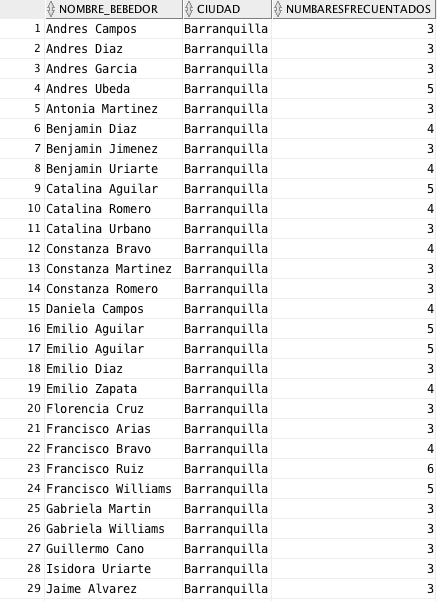 NOMBRE_BEBEDOR CIUDAD NUMBARESFRECUENTADOS
1 Andres Campos Barranquilla 3
2 Andres Diaz Barranquilla 3
3 Andres Garcia Barranquilla 3
4 Andres Ubeda Barranquilla 5
5 Antonia Martinez Barranquilla 3
6 Benjamin Diaz Barranquilla 4
7 Benjamin Jimenez Barranquilla 3
8 Benjamin Uriarte Barranquilla 4
9 Catalina Aguilar Barranquilla 5
10 Catalina Romero Barranquilla 4
11 Catalina Urbano Barranquilla 3
12 Constanza Bravo Barranquilla 4
13 Constanza Martinez Barranquilla 3
14 Constanza Romero Barranquilla 3
15 Daniela Campos Barranquilla 4
16 Emilio Aguilar Barranquilla 5
17 Emilio Aguilar Barranquilla 5
18 Emilio Diaz Barranquilla 3
19 Emilio Zapata Barranquilla 4
20 Florencia Cruz Barranquilla 3
21 Francisco Arias Barranquilla 3
22 Francisco Bravo Barranquilla 4
23 Francisco Ruiz Barranquilla 6
24 Francisco Williams Barranquilla 5
25 Gabriela Martin Barranquilla 3
26 Gabriela Williams Barranquilla 3
27 Guillermo Cano Barranquilla 3
28 Isidora Uriarte Barranquilla 3
29 Jaime Alvarez Barranquilla 3